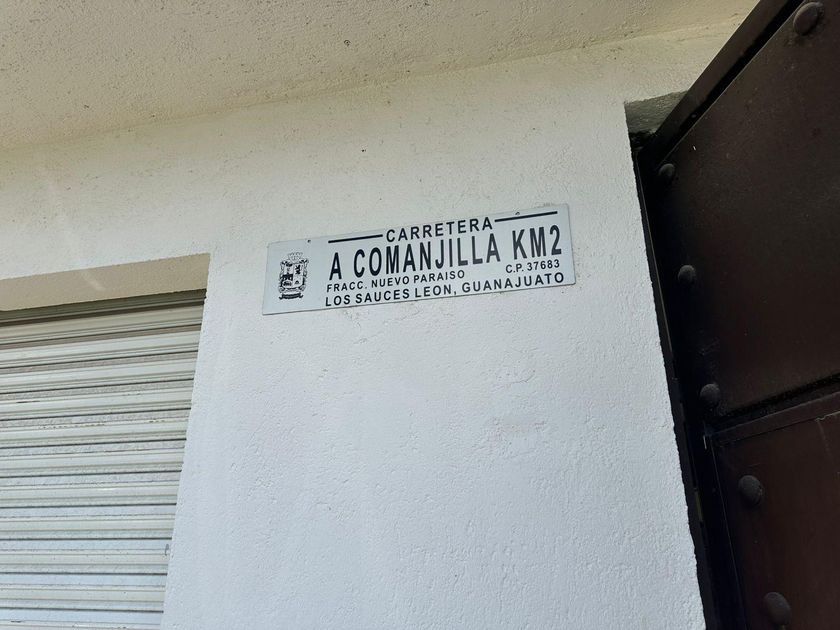 CARRETERA
A COMANJILLA KM2
FRACC. NUEVO PARAISO C.P. 37683
LOS SAUCES LEON, GUANAJUATO